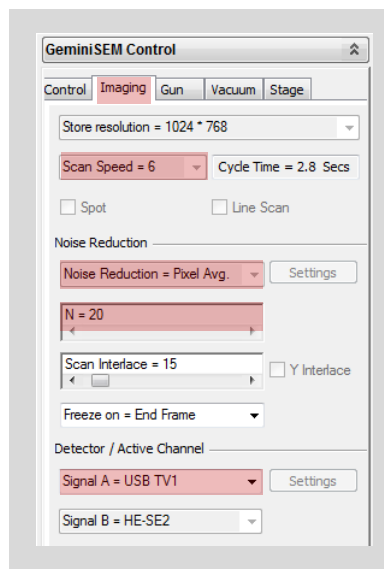 GeminiSEM Control
Control Imaging Gun Vacuum Stage
Store resolution = 1024 * 768
Scan Speed = 6 Cycle Time = 2.8 Secs
Spot Line Scan
Noise Reduction
Noise Reduction = Pixel Avg. Settings
N = 20
Scan Interlace = 15 Y Interlace
Freeze on = End Frame
Detector / Active Channel
Signal A = USB TV1 Settings
Signal B = HE-SE2